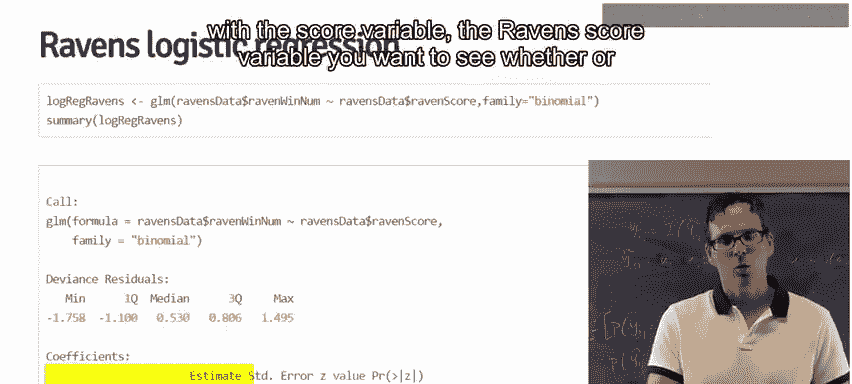 with the score variable, the Ravens score
Ravens logistic regression
variable you want to see whether or
logRegRavens <- glm(ravensData$ravenWinNum ~ ravensData$ravenScore,family="binomial")
summary(logRegRavens)
Call:
glm(formula = ravensData$ravenWinNum ~ ravensData$ravenScore,
family = "binomial")
Deviance Residuals:
Min 1Q Median 3Q Max
-1.758 -1.100 0.530 0.806 1.495
Coefficients:
Estimate Std. Error z value Pr(>|z|)